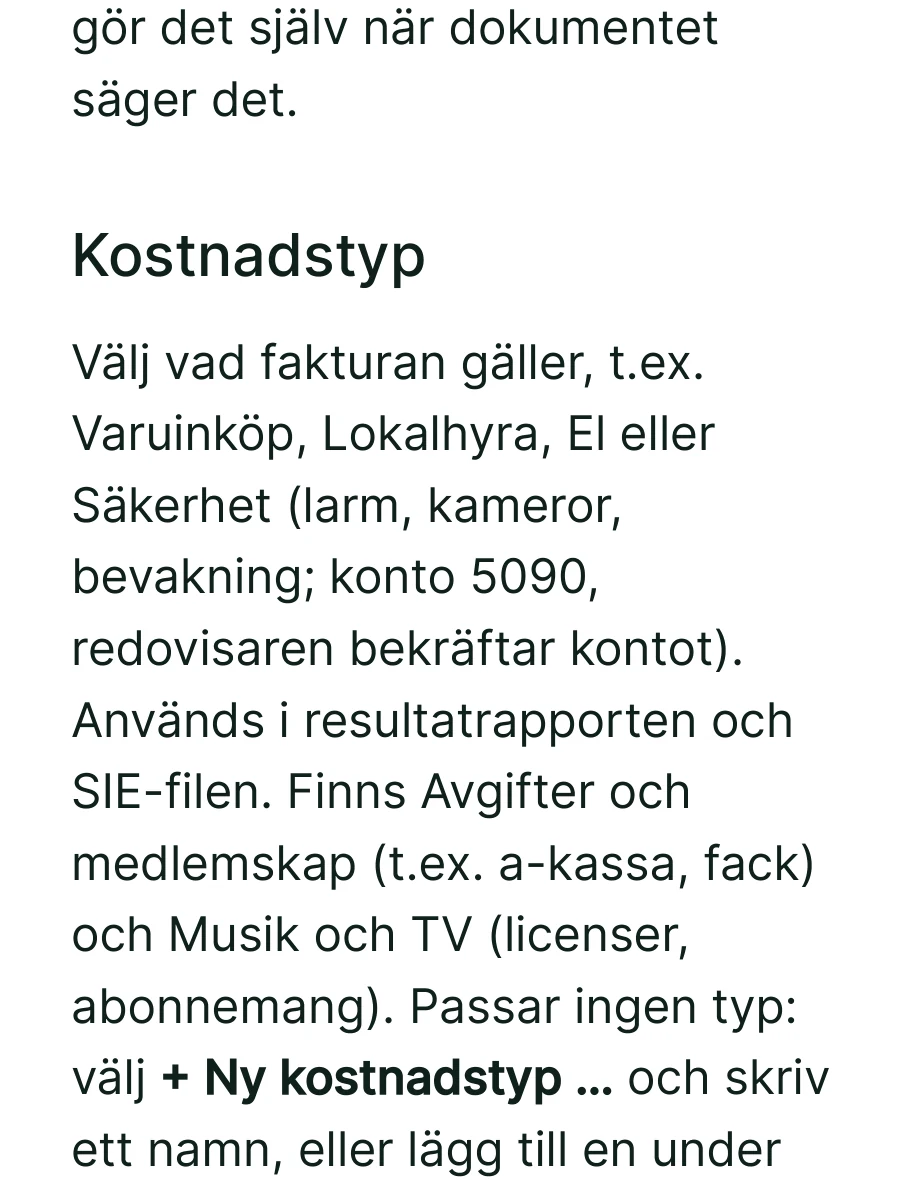 gör det själv när dokumentet
säger det.
Kostnadstyp
Välj vad fakturan gäller, t.ex.
Varuinköp, Lokalhyra, El eller
Säkerhet (larm, kameror,
bevakning; konto 5090,
redovisaren bekräftar kontot).
Används i resultatrapporten och
SIE-filen. Finns Avgifter och
medlemskap (t.ex. a-kassa, fack)
och Musik och TV (licenser,
abonnemang). Passar ingen typ:
välj + Ny kostnadstyp ... och skriv
ett namn, eller lägg till en under